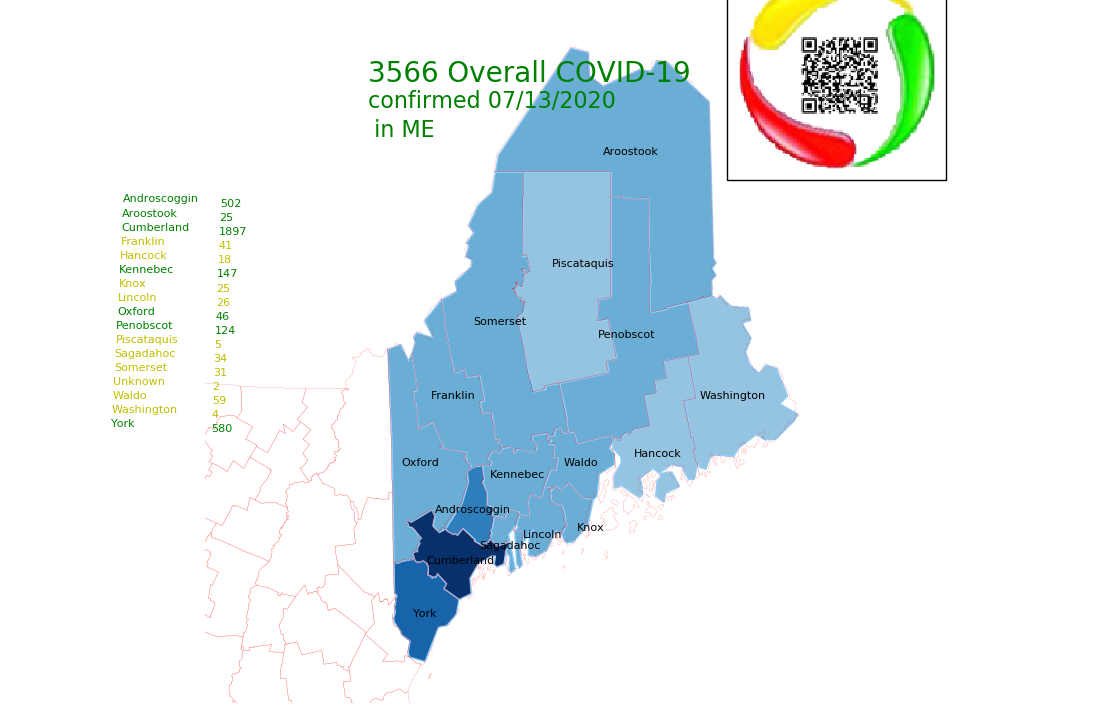 3566 Overall COVID-19
confirmed 07/13/2020
in ME
Androscoggin 502
Aroostook 25
Cumberland 1897
Franklin 41
Hancock 18
Kennebec 147
Knox 25
Lincoln 26
Oxford 46
Penobscot 124
Piscataquis 5
Sagadahoc 34
Somerset 31
Unknown 2
Waldo 59
Washington 4
York 580
Aroostook
Piscataquis
Somerset
Penobscot
Franklin
Washington
Oxford
Kennebec
Waldo
Hancock
Androscoggin
Knox
Lincoln
Sagadahoc
Cumberland
York